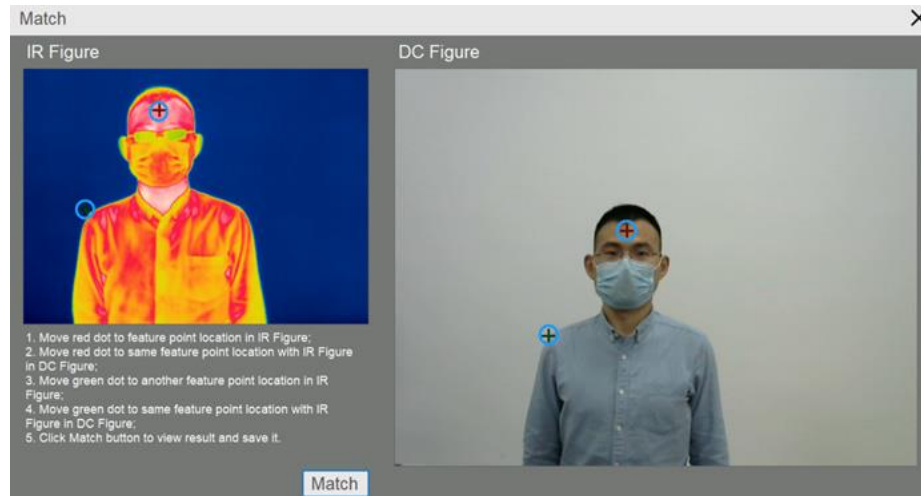 Match
IR Figure
DC Figure
1. Move red dot to feature point location in IR Figure;
2. Move red dot to same feature point location with IR Figure
in DC Figure;
3. Move green dot to another feature point location in IR
Figure;
4. Move green dot to same feature point location with IR
Figure in DC Figure;
5. Click Match button to view result and save it.
Match